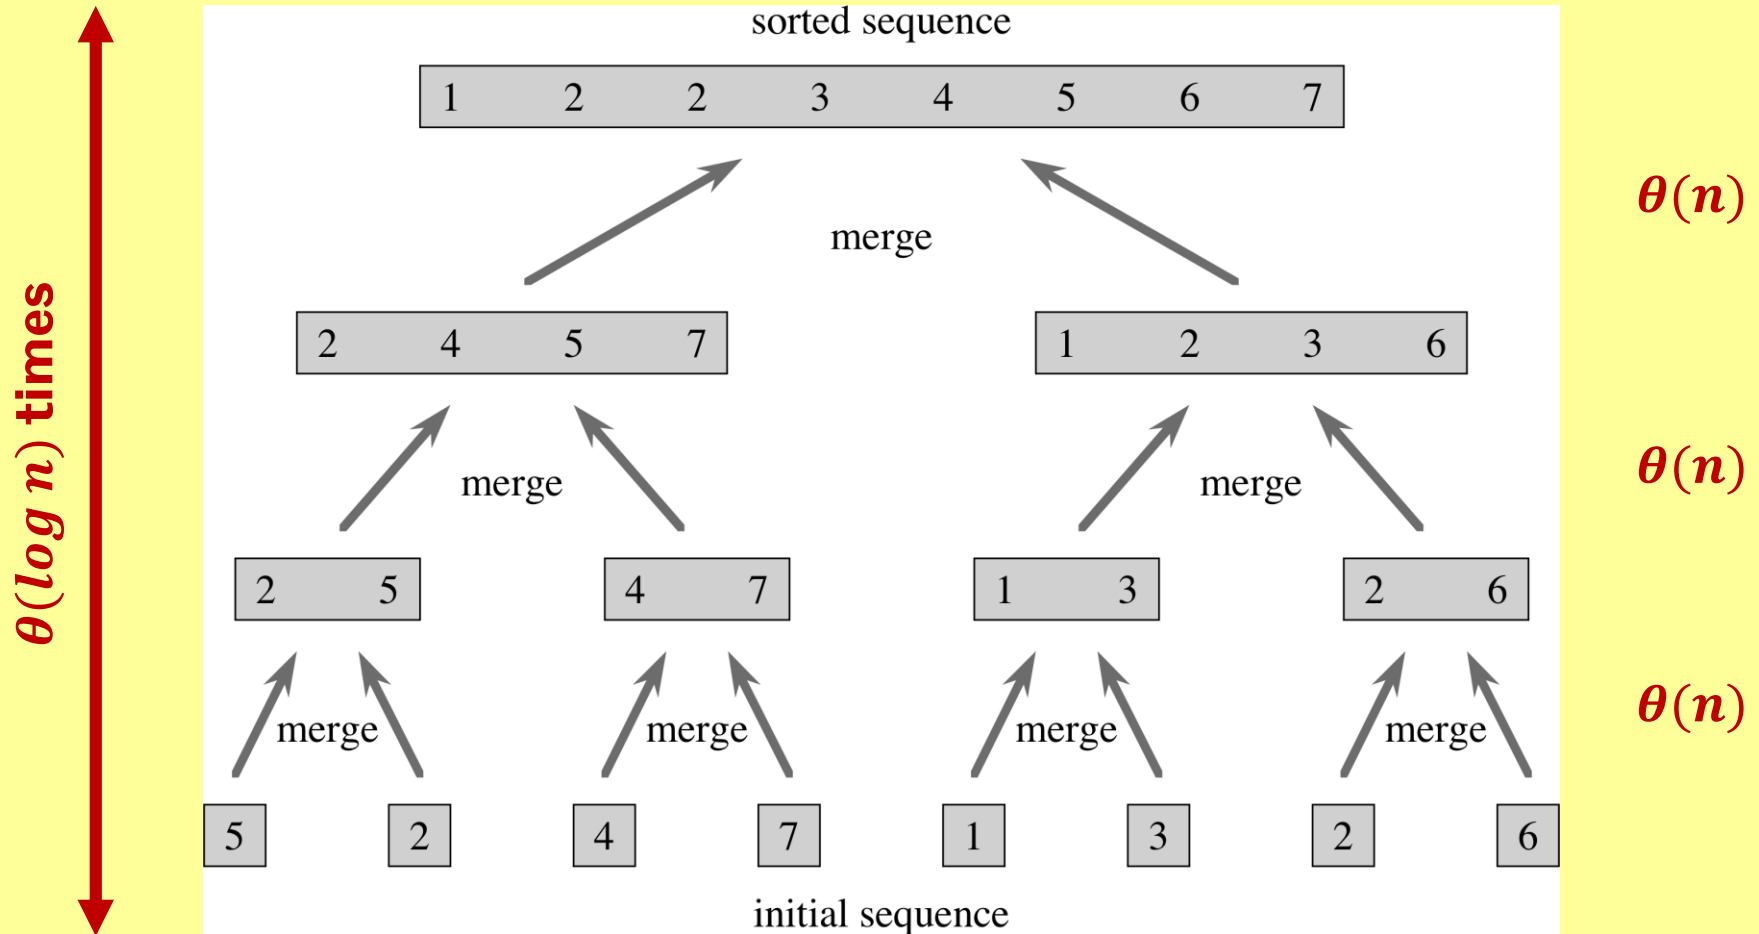 sorted sequence
1 2 2 3 4 5 6 7
θ(n)
merge
2 4 5 7 1 2 3 6
θ(log n) times
θ(n)
merge merge
2 5 4 7 1 3 2 6
θ(n)
merge merge merge merge
5 2 4 7 1 3 2 6
initial sequence